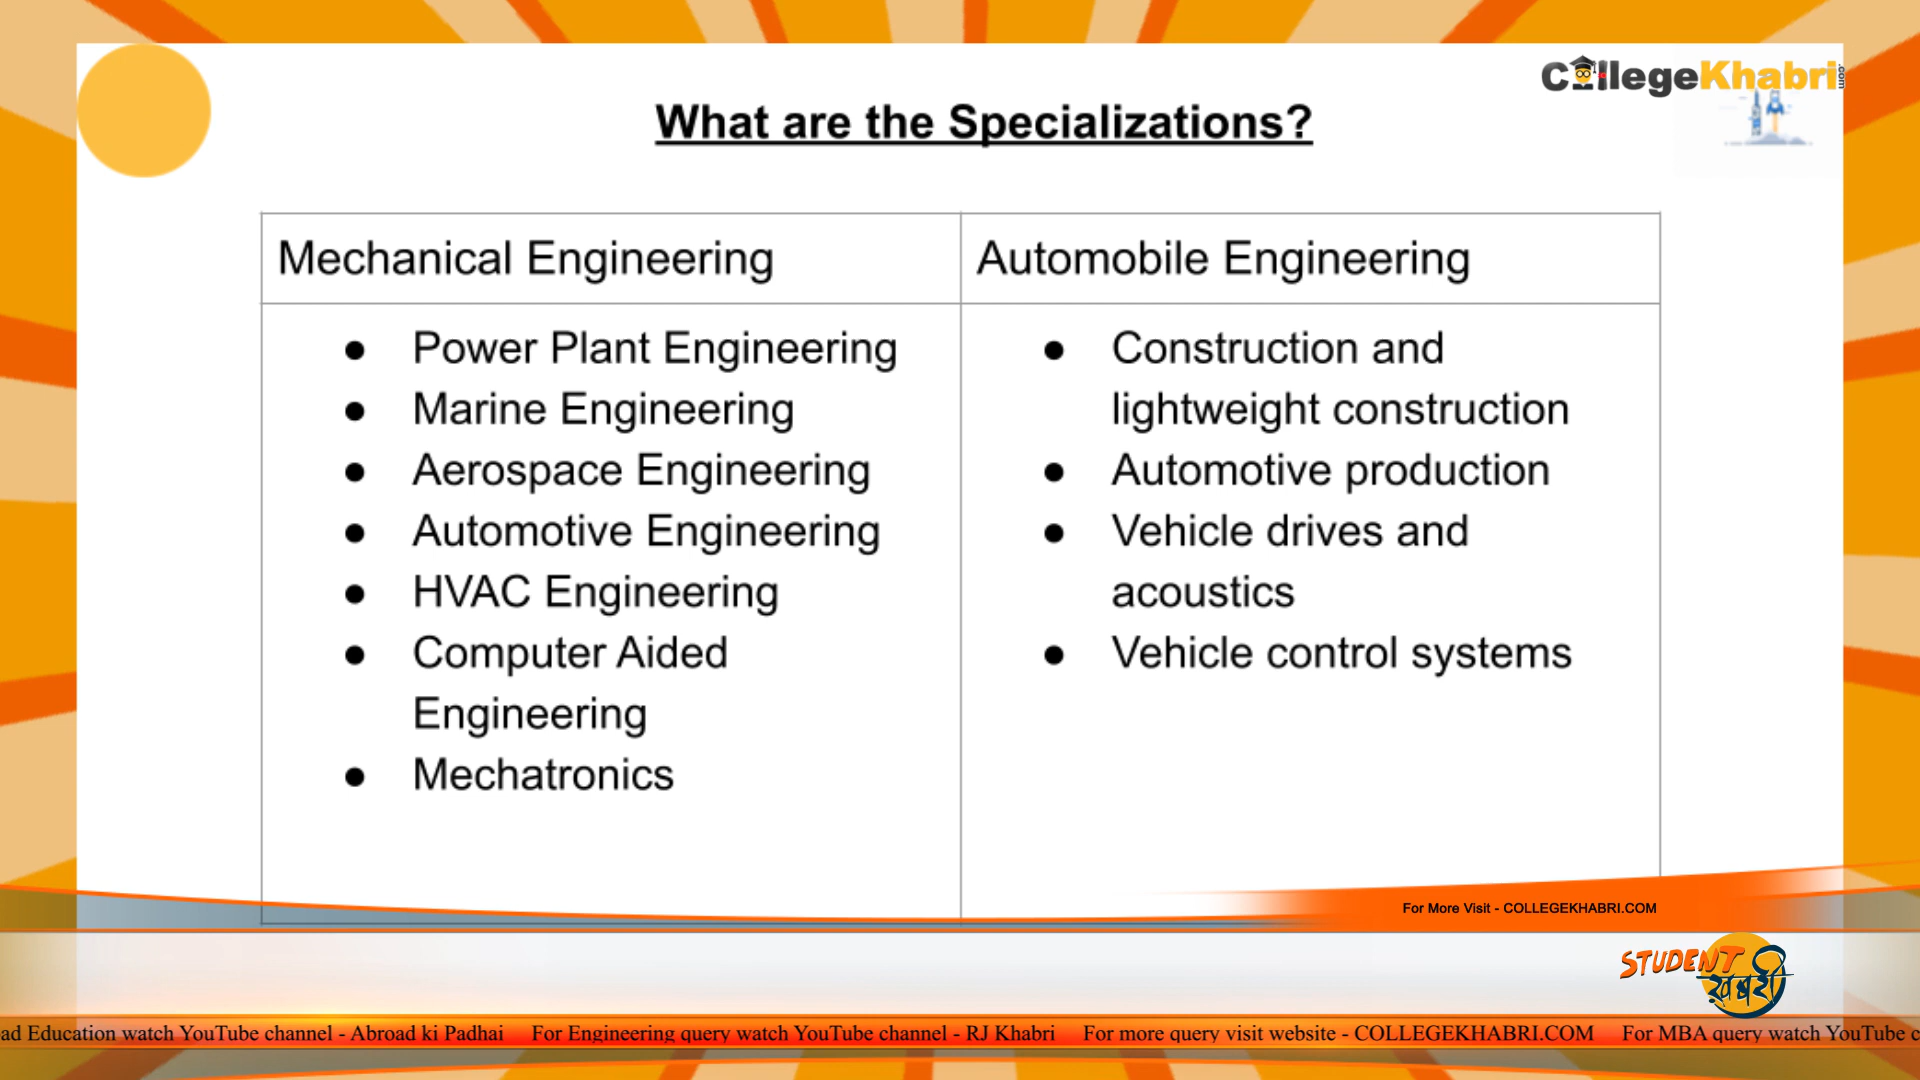 CollegeKhabri.com
What are the Specializations?
Mechanical Engineering
Automobile Engineering
● Power Plant Engineering
● Marine Engineering
● Aerospace Engineering
● Automotive Engineering
● HVAC Engineering
● Computer Aided
Engineering
● Mechatronics
● Construction and
lightweight construction
● Automotive production
● Vehicle drives and
acoustics
● Vehicle control systems
For More Visit - COLLEGEKHABRI.COM
STUDENT
ख़बरी
ad Education watch YouTube channel - Abroad ki Padhai For Engineering query watch YouTube channel - RJ Khabri For more query visit website - COLLEGEKHABRI.COM For MBA query watch YouTube c